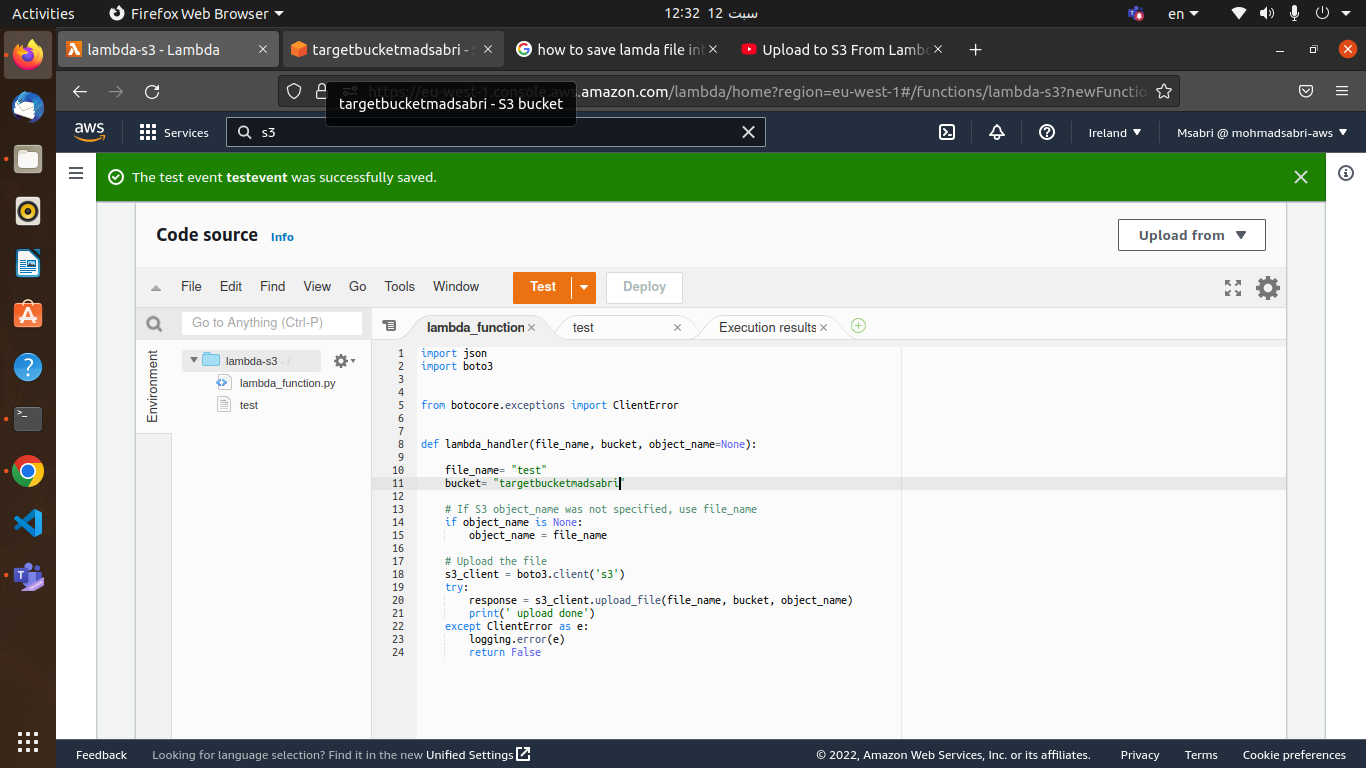 Activities Firefox Web Browser 12:32 12 سبت en
lambda-s3 - Lambda targetbucketmadsabri - how to save lamda file int Upload to S3 From Lamb
https://eu-west-1.console.aws.amazon.com/lambda/home?region=eu-west-1#/functions/lambda-s3?newFunctio
targetbucketmadsabri - S3 bucket
aws Services s3 Ireland Msabri @ mohmadsabri-aws
The test event testevent was successfully saved.
Code source Info Upload from
File Edit Find View Go Tools Window Test Deploy
Go to Anything (Ctrl-P) lambda_function test Execution results
Environment
lambda-s3 - /
lambda_function.py
test
1 import json
2 import boto3
3
4
5 from botocore.exceptions import ClientError
6
7
8 def lambda_handler(file_name, bucket, object_name=None):
9
10 file_name= "test"
11 bucket= "targetbucketmadsabri"
12
13 # If S3 object_name was not specified, use file_name
14 if object_name is None:
15 object_name = file_name
16
17 # Upload the file
18 s3_client = boto3.client('s3')
19 try:
20 response = s3_client.upload_file(file_name, bucket, object_name)
21 print(' upload done')
22 except ClientError as e:
23 logging.error(e)
24 return False
Feedback Looking for language selection? Find it in the new Unified Settings © 2022, Amazon Web Services, Inc. or its affiliates. Privacy Terms Cookie preferences